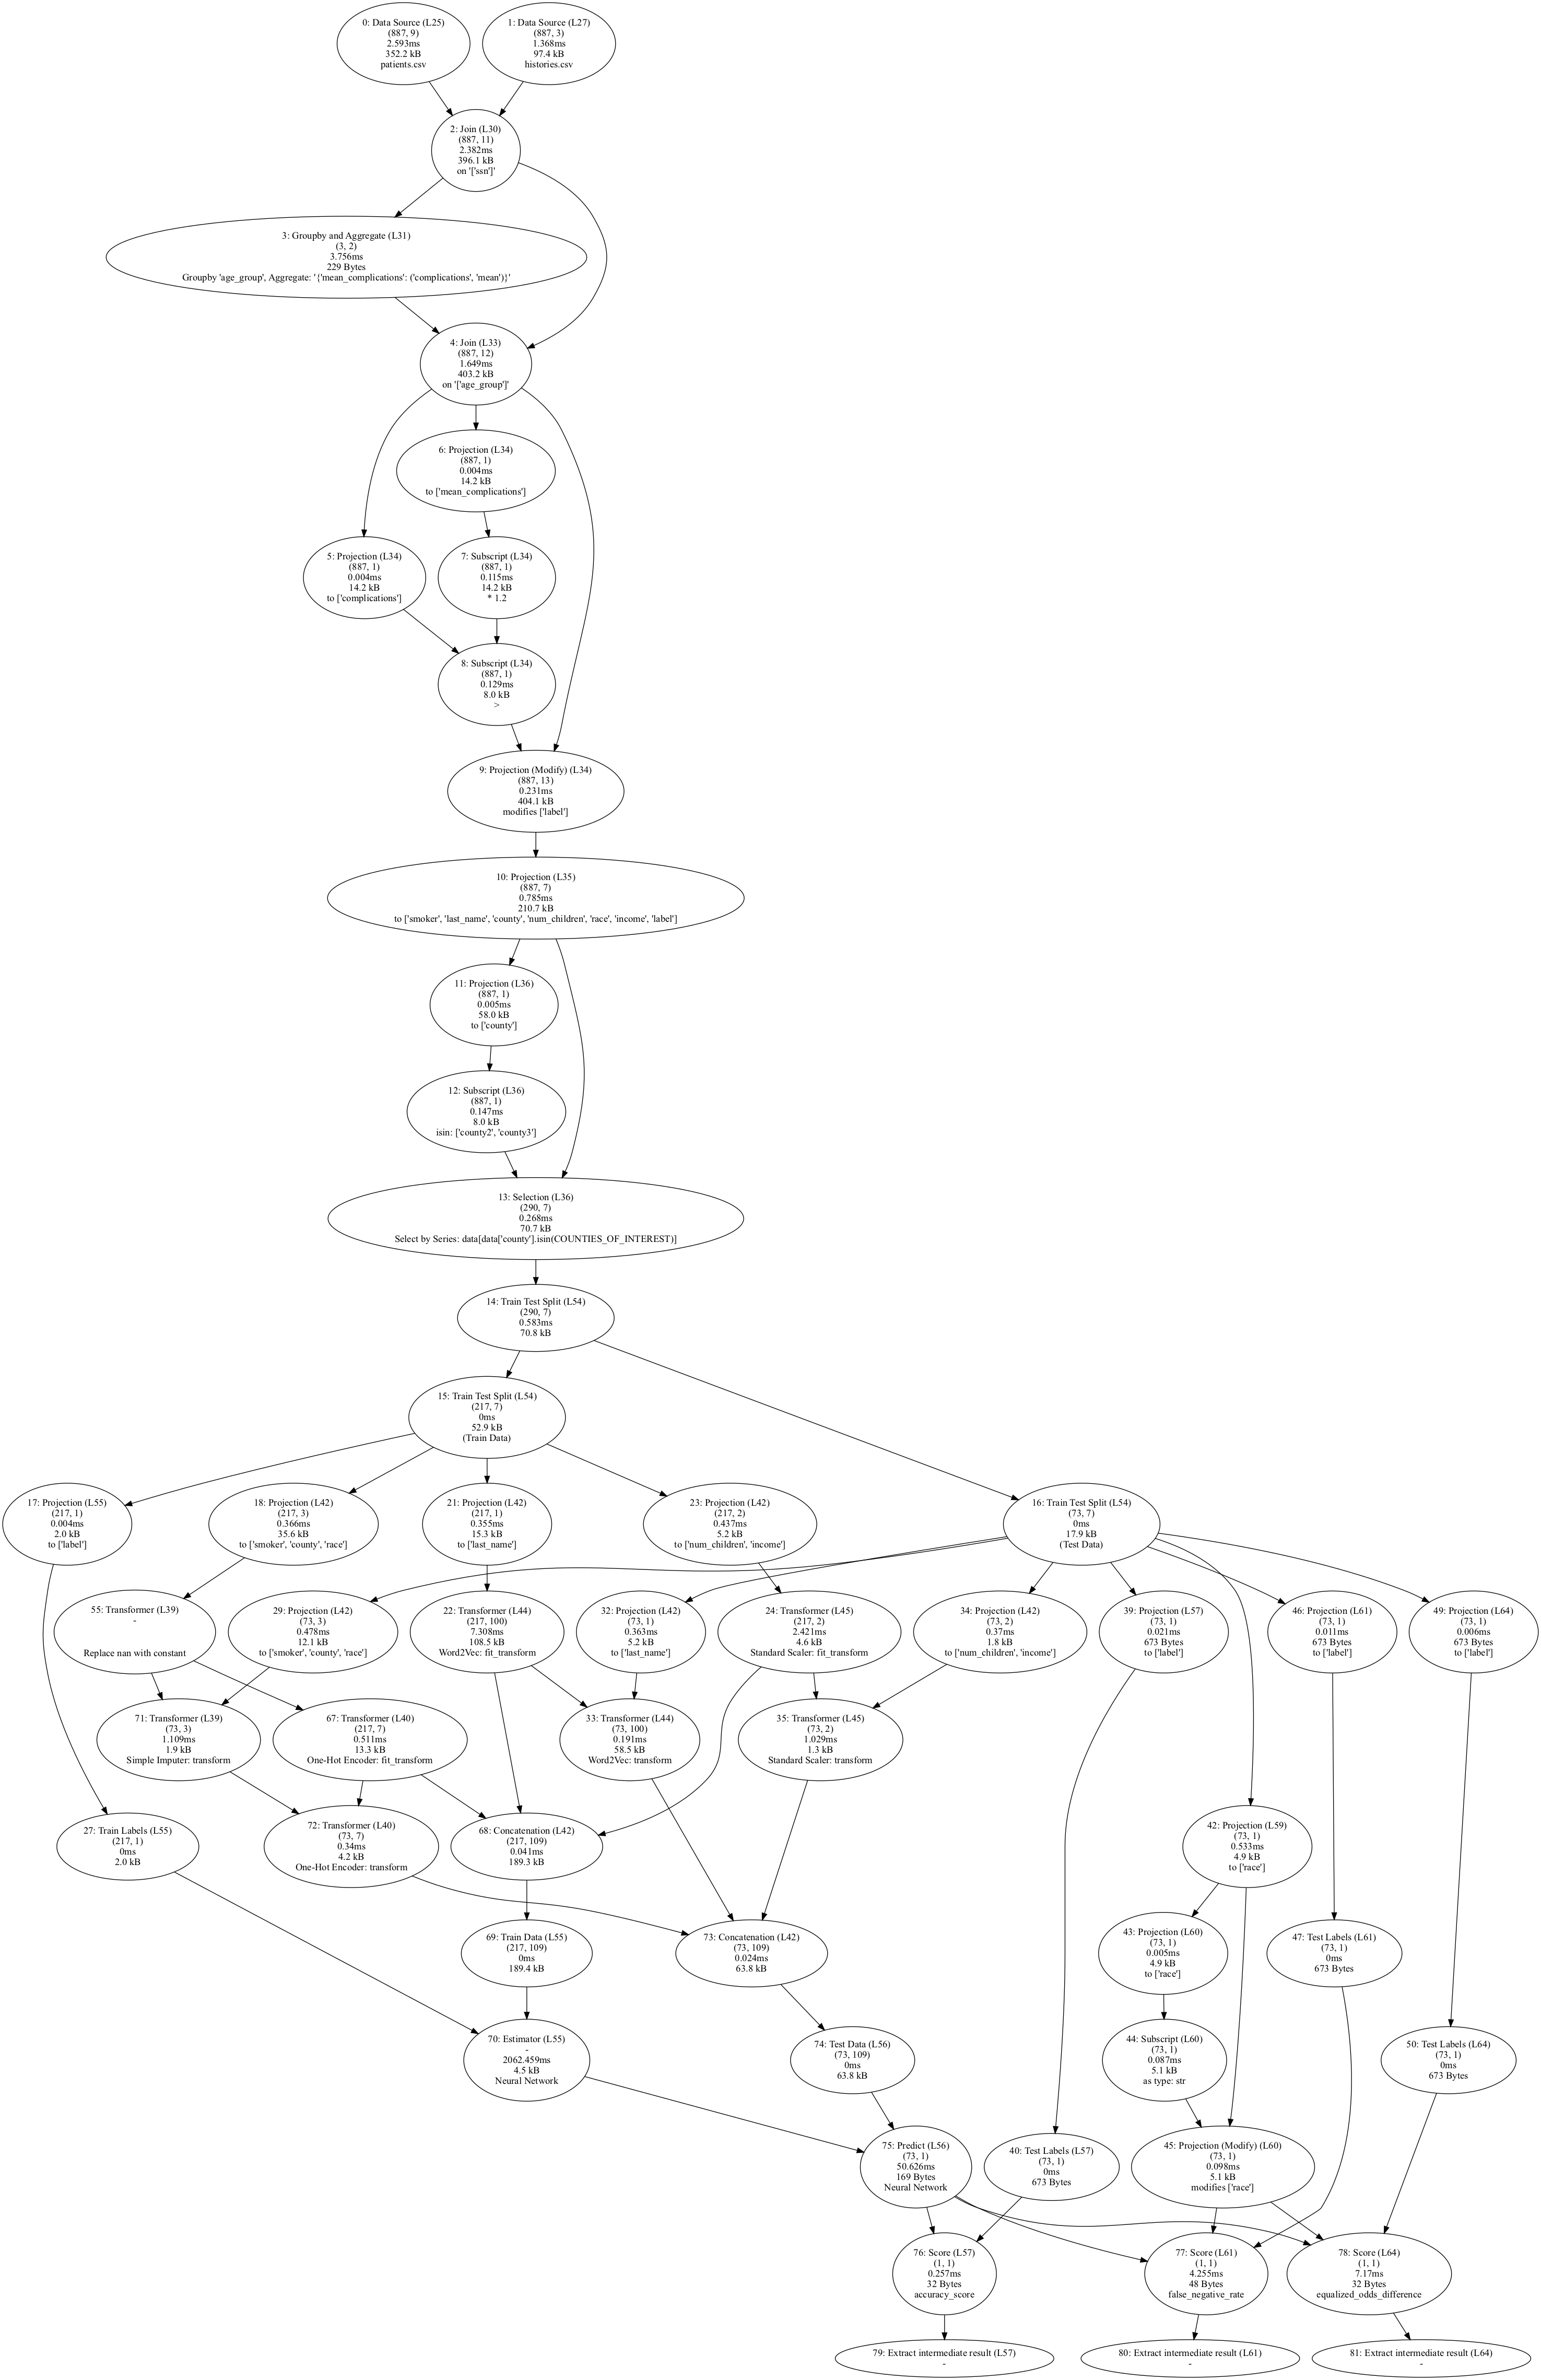 0: Data Source (L25)
(887, 9)
2.593ms
352.2 kB
patients.csv
1: Data Source (L27)
(887, 3)
1.368ms
97.4 kB
histories.csv
2: Join (L30)
(887, 11)
2.382ms
396.1 kB
on '['ssn']'
3: Groupby and Aggregate (L31)
(3, 2)
3.756ms
229 Bytes
Groupby 'age_group', Aggregate: '{'mean_complications': ('complications', 'mean')}'
4: Join (L33)
(887, 12)
1.649ms
403.2 kB
on '['age_group']'
6: Projection (L34)
(887, 1)
0.004ms
14.2 kB
to ['mean_complications']
5: Projection (L34)
(887, 1)
0.004ms
14.2 kB
to ['complications']
7: Subscript (L34)
(887, 1)
0.115ms
14.2 kB
* 1.2
8: Subscript (L34)
(887, 1)
0.129ms
8.0 kB
>
9: Projection (Modify) (L34)
(887, 13)
0.231ms
404.1 kB
modifies ['label']
10: Projection (L35)
(887, 7)
0.785ms
210.7 kB
to ['smoker', 'last_name', 'county', 'num_children', 'race', 'income', 'label']
11: Projection (L36)
(887, 1)
0.005ms
58.0 kB
to ['county']
12: Subscript (L36)
(887, 1)
0.147ms
8.0 kB
isin: ['county2', 'county3']
13: Selection (L36)
(290, 7)
0.268ms
70.7 kB
Select by Series: data[data['county'].isin(COUNTIES_OF_INTEREST)]
14: Train Test Split (L54)
(290, 7)
0.583ms
70.8 kB
15: Train Test Split (L54)
(217, 7)
0ms
52.9 kB
(Train Data)
17: Projection (L55)
(217, 1)
0.004ms
2.0 kB
to ['label']
18: Projection (L42)
(217, 3)
0.366ms
35.6 kB
to ['smoker', 'county', 'race']
21: Projection (L42)
(217, 1)
0.355ms
15.3 kB
to ['last_name']
23: Projection (L42)
(217, 2)
0.437ms
5.2 kB
to ['num_children', 'income']
16: Train Test Split (L54)
(73, 7)
0ms
17.9 kB
(Test Data)
55: Transformer (L39)
-
Replace nan with constant
29: Projection (L42)
(73, 3)
0.478ms
12.1 kB
to ['smoker', 'county', 'race']
22: Transformer (L44)
(217, 100)
7.308ms
108.5 kB
Word2Vec: fit_transform
32: Projection (L42)
(73, 1)
0.363ms
5.2 kB
to ['last_name']
24: Transformer (L45)
(217, 2)
2.421ms
4.6 kB
Standard Scaler: fit_transform
34: Projection (L42)
(73, 2)
0.37ms
1.8 kB
to ['num_children', 'income']
39: Projection (L57)
(73, 1)
0.021ms
673 Bytes
to ['label']
46: Projection (L61)
(73, 1)
0.011ms
673 Bytes
to ['label']
49: Projection (L64)
(73, 1)
0.006ms
673 Bytes
to ['label']
71: Transformer (L39)
(73, 3)
1.109ms
1.9 kB
Simple Imputer: transform
67: Transformer (L40)
(217, 7)
0.511ms
13.3 kB
One-Hot Encoder: fit_transform
33: Transformer (L44)
(73, 100)
0.191ms
58.5 kB
Word2Vec: transform
35: Transformer (L45)
(73, 2)
1.029ms
1.3 kB
Standard Scaler: transform
27: Train Labels (L55)
(217, 1)
0ms
2.0 kB
72: Transformer (L40)
(73, 7)
0.34ms
4.2 kB
One-Hot Encoder: transform
68: Concatenation (L42)
(217, 109)
0.041ms
189.3 kB
42: Projection (L59)
(73, 1)
0.533ms
4.9 kB
to ['race']
69: Train Data (L55)
(217, 109)
0ms
189.4 kB
73: Concatenation (L42)
(73, 109)
0.024ms
63.8 kB
43: Projection (L60)
(73, 1)
0.005ms
4.9 kB
to ['race']
47: Test Labels (L61)
(73, 1)
0ms
673 Bytes
70: Estimator (L55)
-
2062.459ms
4.5 kB
Neural Network
74: Test Data (L56)
(73, 109)
0ms
63.8 kB
44: Subscript (L60)
(73, 1)
0.087ms
5.1 kB
as type: str
50: Test Labels (L64)
(73, 1)
0ms
673 Bytes
75: Predict (L56)
(73, 1)
50.626ms
169 Bytes
Neural Network
40: Test Labels (L57)
(73, 1)
0ms
673 Bytes
45: Projection (Modify) (L60)
(73, 1)
0.098ms
5.1 kB
modifies ['race']
76: Score (L57)
(1, 1)
0.257ms
32 Bytes
accuracy_score
77: Score (L61)
(1, 1)
4.255ms
48 Bytes
false_negative_rate
78: Score (L64)
(1, 1)
7.17ms
32 Bytes
equalized_odds_difference
79: Extract intermediate result (L57)
-
80: Extract intermediate result (L61)
-
81: Extract intermediate result (L64)
-